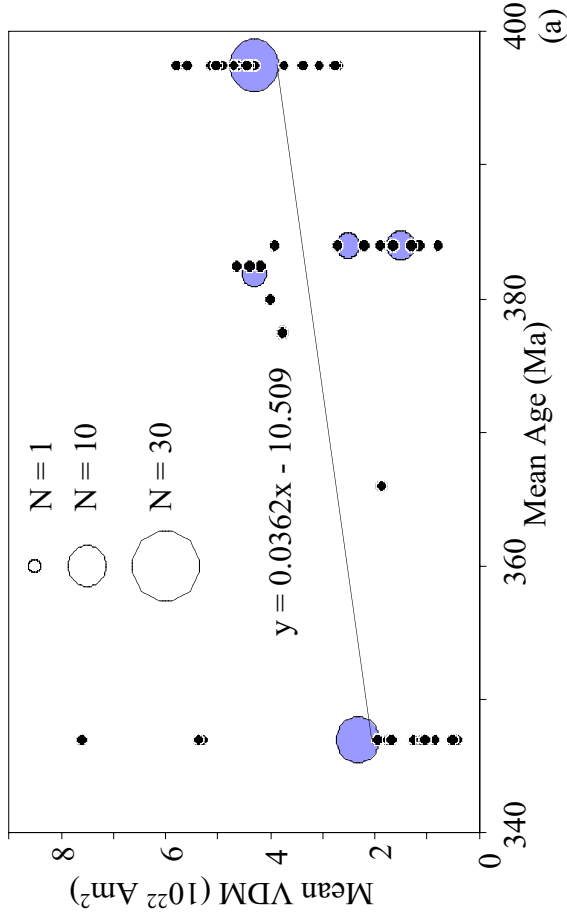 Mean VDM (10²² Am²)
8
6
4
2
0
340
360
380
400
Mean Age (Ma)
(a)
N = 1
N = 10
N = 30
y = 0.0362x - 10.509